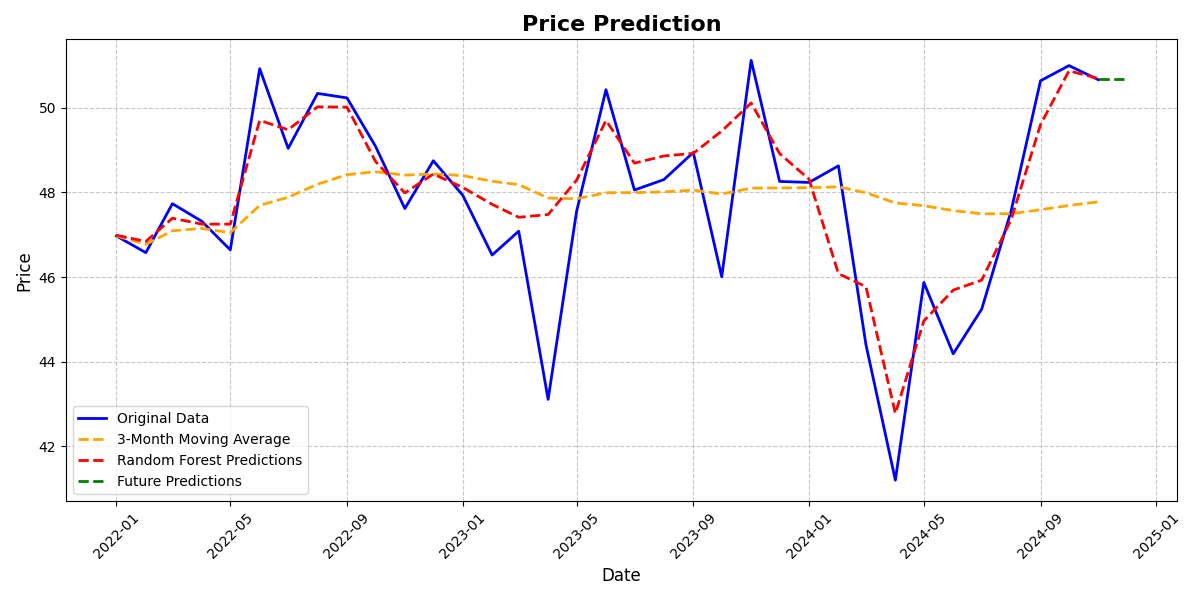 Price Prediction
Price
50
48
46
44
42
Original Data
3-Month Moving Average
Random Forest Predictions
Future Predictions
2022-01
2022-05
2022-09
2023-01
2023-05
2023-09
2024-01
2024-05
2024-09
2025-01
Date